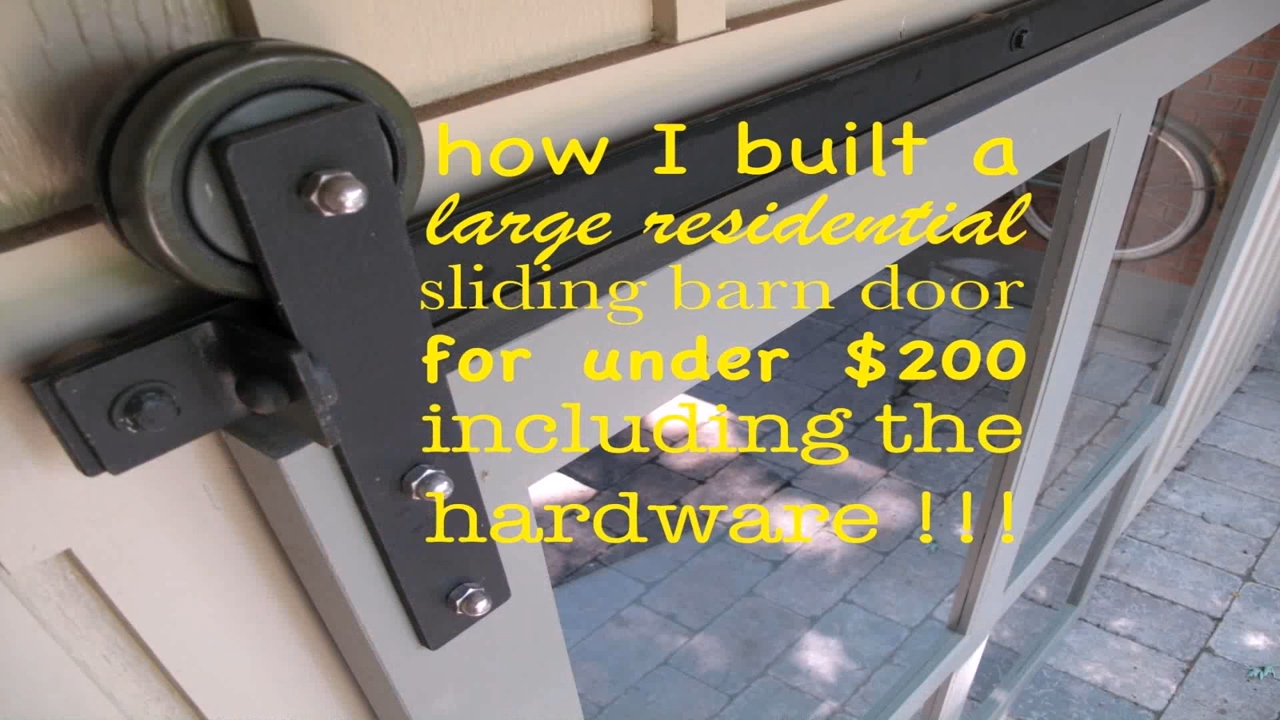 how I built a
large residential
sliding barn door
for under $200
including the
hardware !!!